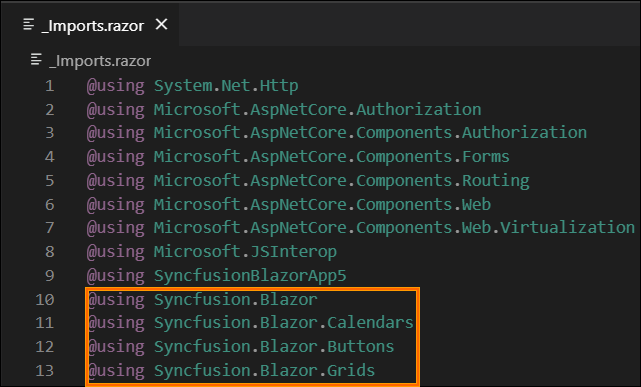 _Imports.razor
_Imports.razor
1 @using System.Net.Http
2 @using Microsoft.AspNetCore.Authorization
3 @using Microsoft.AspNetCore.Components.Authorization
4 @using Microsoft.AspNetCore.Components.Forms
5 @using Microsoft.AspNetCore.Components.Routing
6 @using Microsoft.AspNetCore.Components.Web
7 @using Microsoft.AspNetCore.Components.Web.Virtualization
8 @using Microsoft.JSInterop
9 @using SyncfusionBlazorApp5
10 @using Syncfusion.Blazor
11 @using Syncfusion.Blazor.Calendars
12 @using Syncfusion.Blazor.Buttons
13 @using Syncfusion.Blazor.Grids